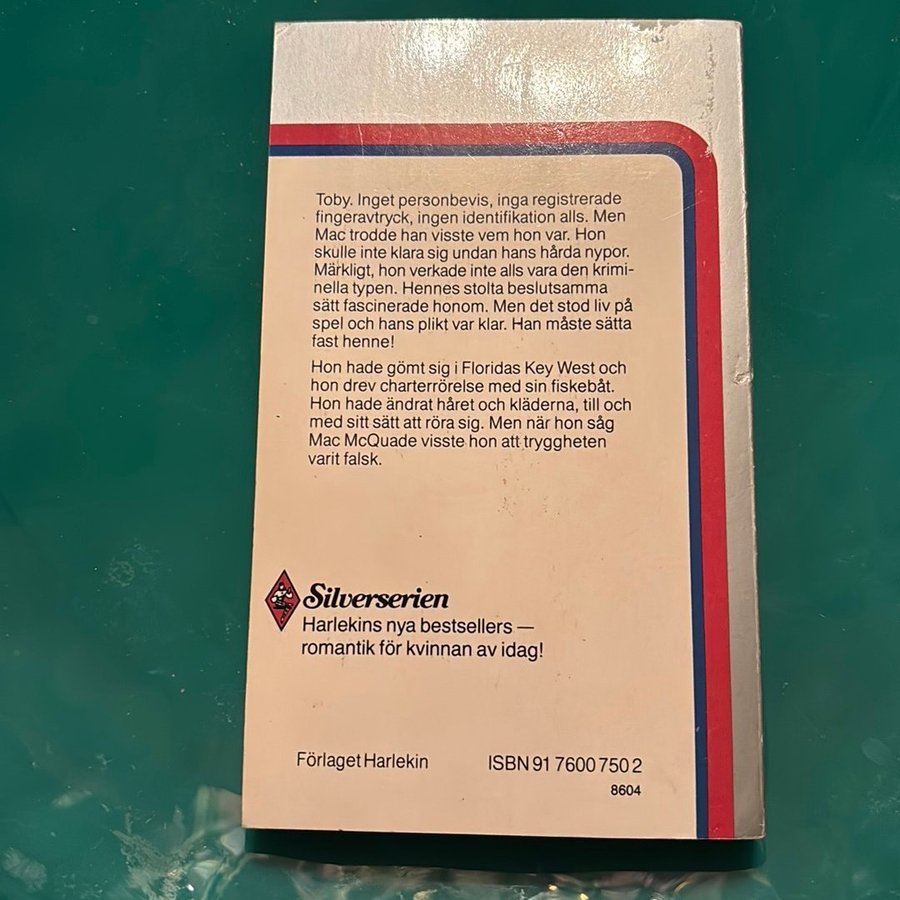 Toby. Inget personbevis, inga registrerade
fingeravtryck, ingen identifikation alls. Men
Mac trodde han visste vem hon var. Hon
skulle inte klara sig undan hans hårda nypor.
Märkligt, hon verkade inte alls vara den krimi-
nella typen. Hennes stolta beslutsamma
sätt fascinerade honom. Men det stod liv på
spel och hans plikt var klar. Han måste sätta
fast henne!
Hon hade gömt sig i Floridas Key West och
hon drev charterrörelse med sin fiskebåt.
Hon hade ändrat håret och kläderna, till och
med sitt sätt att röra sig. Men när hon såg
Mac McQuade visste hon att tryggheten
varit falsk.
Silverserien
Harlekins nya bestsellers —
romantik för kvinnan av idag!
Förlaget Harlekin ISBN 91 7600 750 2
8604